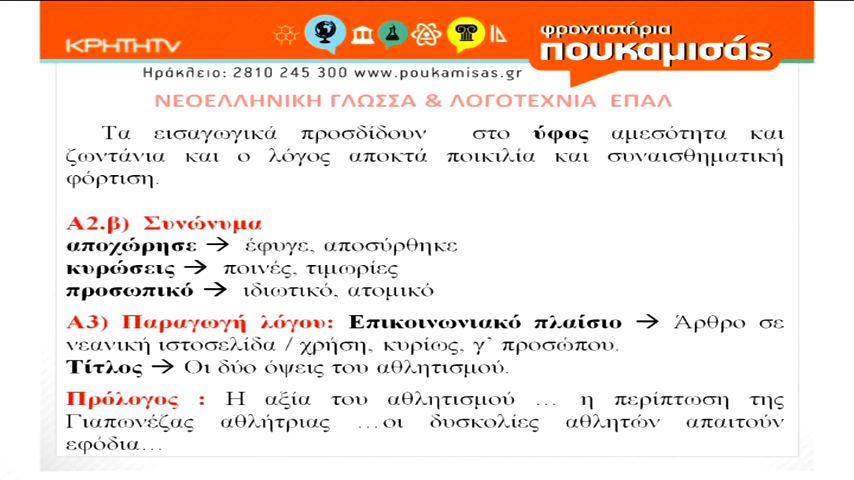 ΚΡΗΤΗTV
φροντιστήρια
πουκαμισάς
Ηράκλειο: 2810 245 300 www.poukamisas.gr
ΝΕΟΕΛΛΗΝΙΚΗ ΓΛΩΣΣΑ & ΛΟΓΟΤΕΧΝΙΑ ΕΠΑΛ
Τα εισαγωγικά προσδίδουν στο ύφος αμεσότητα και
ζωντάνια και ο λόγος αποκτά ποικιλία και συναισθηματική
φόρτιση.
Α2.β) Συνώνυμα
αποχώρησε → έφυγε, αποσύρθηκε
κυρώσεις → ποινές, τιμωρίες
προσωπικό → ιδιωτικό, ατομικό
Α3) Παραγωγή λόγου: Επικοινωνιακό πλαίσιο → Άρθρο σε
νεανική ιστοσελίδα / χρήση, κυρίως, γ' προσώπου.
Τίτλος → Οι δύο όψεις του αθλητισμού.
Πρόλογος : Η αξία του αθλητισμού … η περίπτωση της
Γιαπωνέζας αθλήτριας …οι δυσκολίες αθλητών απαιτούν
εφόδια…